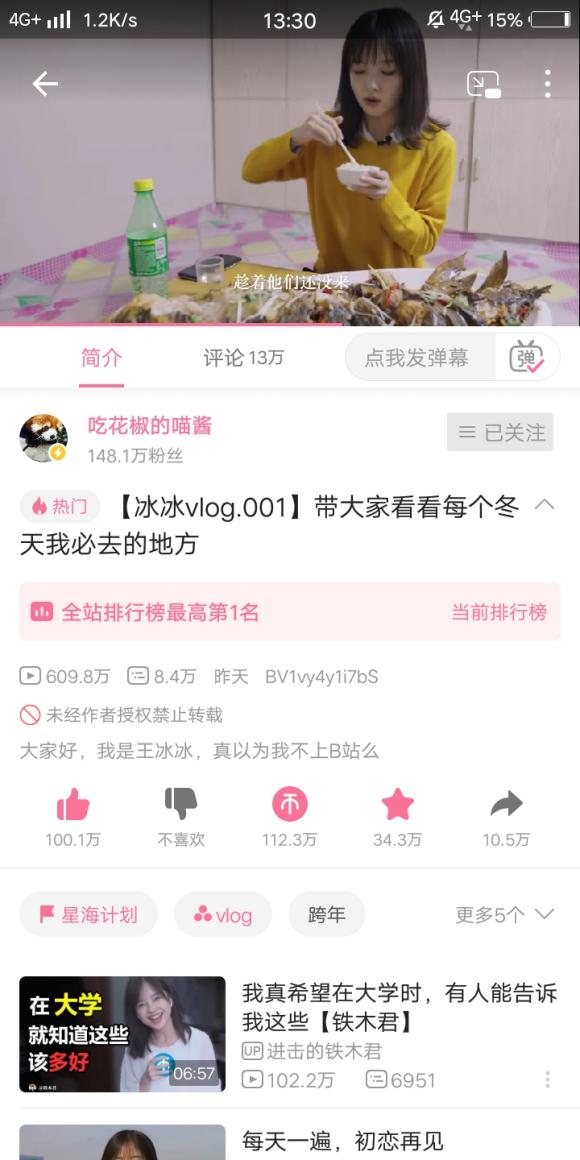 4G+ 1.2K/s 13:30 4G+ 15%
趁着他们还没来
简介 评论 13万 点我发弹幕 弹
吃花椒的喵酱
148.1万粉丝
已关注
热门 【冰冰vlog.001】带大家看看每个冬
天我必去的地方
全站排行榜最高第1名 当前排行榜
609.8万 8.4万 昨天 BV1vy4y1i7bS
未经作者授权禁止转载
大家好，我是王冰冰，真以为我不上B站么
100.1万 不喜欢 112.3万 34.3万 10.5万
星海计划 vlog 跨年 更多5个
在大学
就知道这些
该多好
06:57
我真希望在大学时，有人能告诉
我这些【铁木君】
UP 进击的铁木君
102.2万 6951
每天一遍，初恋再见